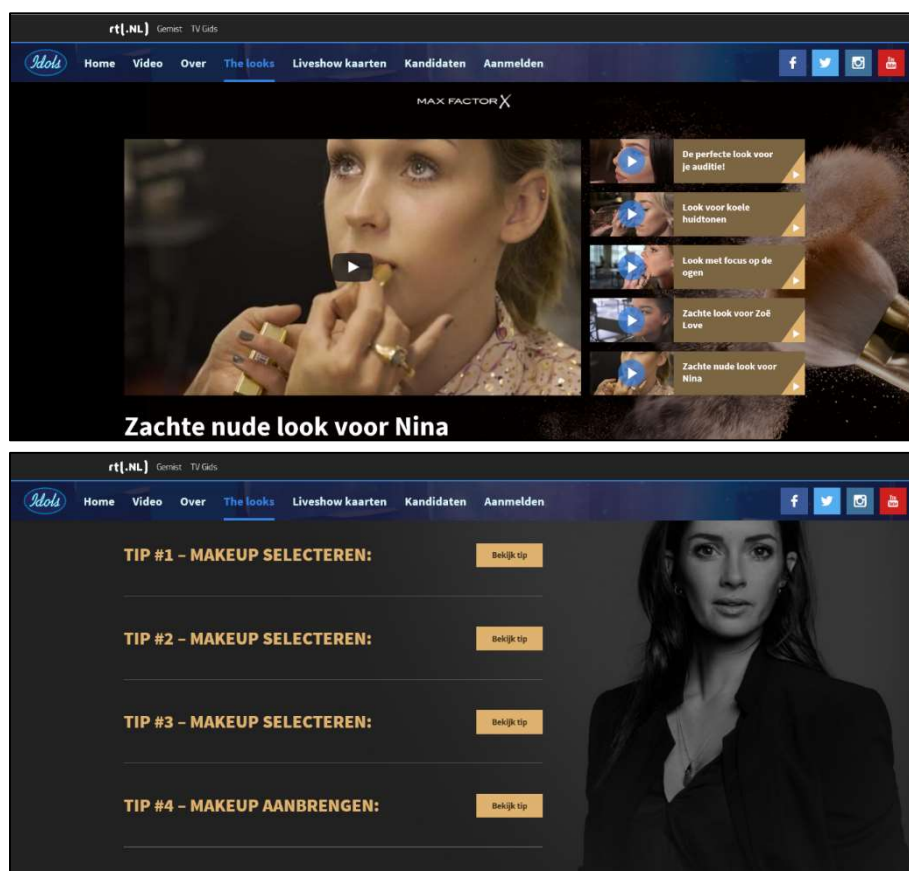 rtl.NL Gemist TV Gids
Idols Home Video Over The looks Liveshow kaarten Kandidaten Aanmelden
MAX FACTOR X
De perfecte look voor
je auditie!
Look voor koele
huidtonen
Look met focus op de
ogen
Zachte look voor Zoë
Love
Zachte nude look voor
Nina
Zachte nude look voor Nina
rtl.NL Gemist TV Gids
Idols Home Video Over The looks Liveshow kaarten Kandidaten Aanmelden
TIP #1 – MAKEUP SELECTEREN: Bekijk tip
TIP #2 – MAKEUP SELECTEREN: Bekijk tip
TIP #3 – MAKEUP SELECTEREN: Bekijk tip
TIP #4 – MAKEUP AANBRENGEN: Bekijk tip